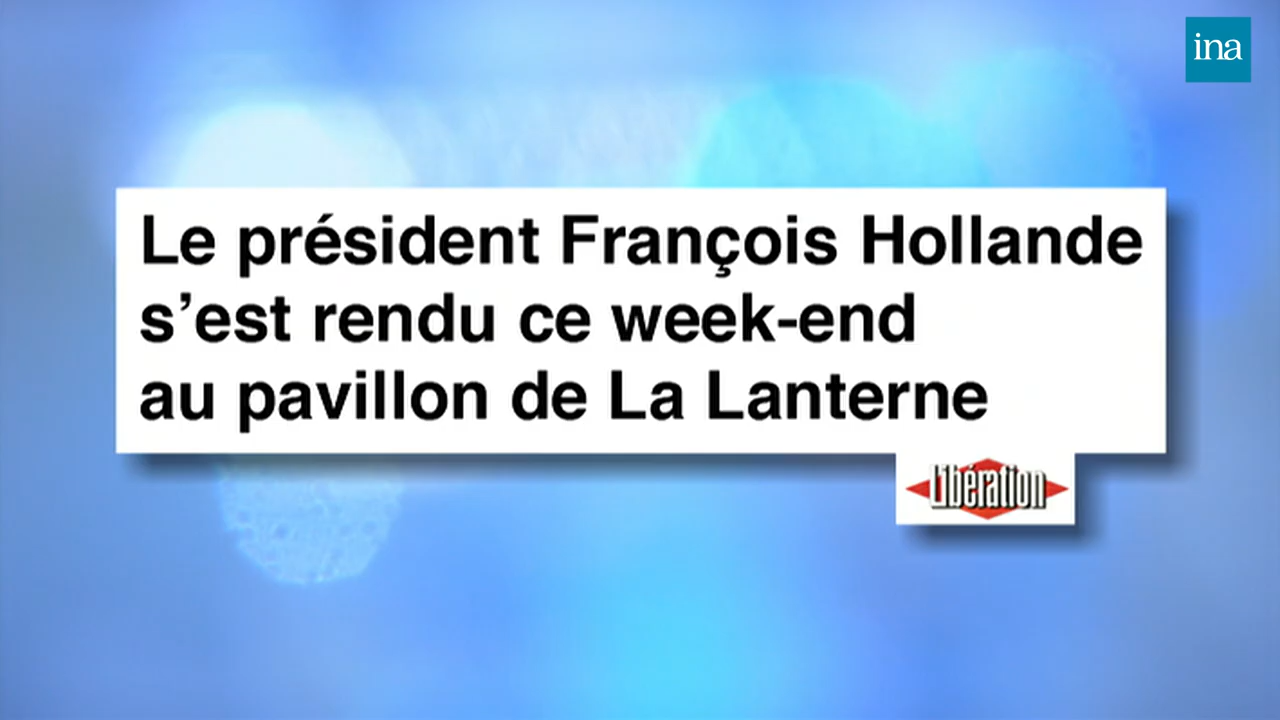 ina
Le président François Hollande
s’est rendu ce week-end
au pavillon de La Lanterne
Libération